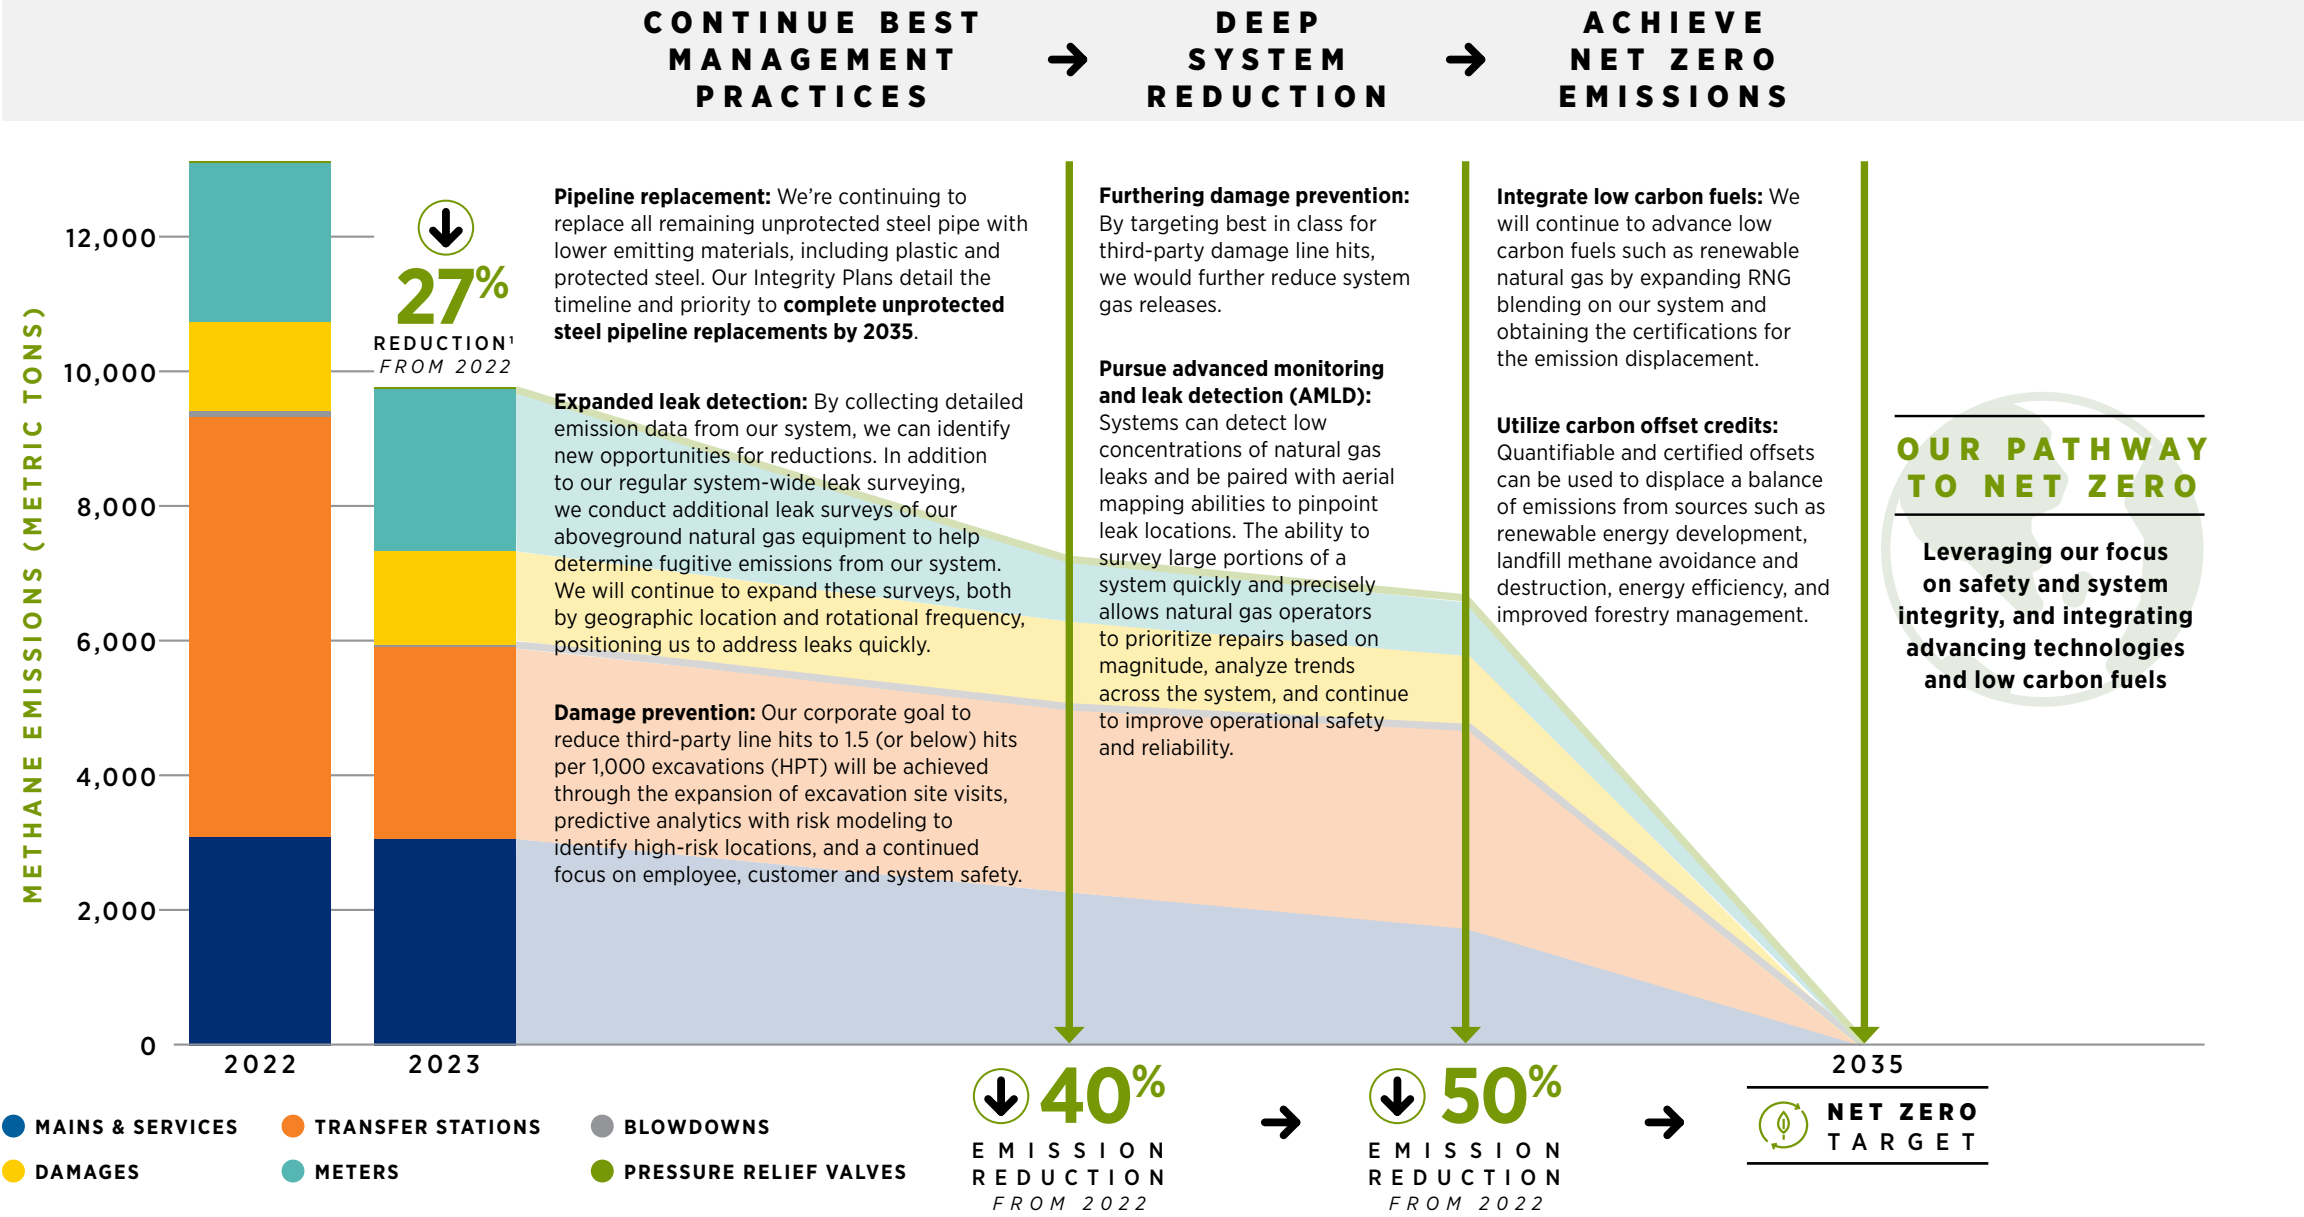 CONTINUE BEST
MANAGEMENT
PRACTICES
DEEP
SYSTEM
REDUCTION
ACHIEVE
NET ZERO
EMISSIONS
METHANE EMISSIONS (METRIC TONS)
12,000
10,000
8,000
6,000
4,000
2,000
0
27%
REDUCTION¹
FROM 2022
Pipeline replacement: We’re continuing to
replace all remaining unprotected steel pipe with
lower emitting materials, including plastic and
protected steel. Our Integrity Plans detail the
timeline and priority to complete unprotected
steel pipeline replacements by 2035.
Expanded leak detection: By collecting detailed
emission data from our system, we can identify
new opportunities for reductions. In addition
to our regular system-wide leak surveying,
we conduct additional leak surveys of our
aboveground natural gas equipment to help
determine fugitive emissions from our system.
We will continue to expand these surveys, both
by geographic location and rotational frequency,
positioning us to address leaks quickly.
Damage prevention: Our corporate goal to
reduce third-party line hits to 1.5 (or below) hits
per 1,000 excavations (HPT) will be achieved
through the expansion of excavation site visits,
predictive analytics with risk modeling to
identify high-risk locations, and a continued
focus on employee, customer and system safety.
Furthering damage prevention:
By targeting best in class for
third-party damage line hits,
we would further reduce system
gas releases.
Pursue advanced monitoring
and leak detection (AMLD):
Systems can detect low
concentrations of natural gas
leaks and be paired with aerial
mapping abilities to pinpoint
leak locations. The ability to
survey large portions of a
system quickly and precisely
allows natural gas operators
to prioritize repairs based on
magnitude, analyze trends
across the system, and continue
to improve operational safety
and reliability.
Integrate low carbon fuels: We
will continue to advance low
carbon fuels such as renewable
natural gas by expanding RNG
blending on our system and
obtaining the certifications for
the emission displacement.
Utilize carbon offset credits:
Quantifiable and certified offsets
can be used to displace a balance
of emissions from sources such as
renewable energy development,
landfill methane avoidance and
destruction, energy efficiency, and
improved forestry management.
OUR PATHWAY
TO NET ZERO
Leveraging our focus
on safety and system
integrity, and integrating
advancing technologies
and low carbon fuels
2022
2023
2035
MAINS & SERVICES
TRANSFER STATIONS
BLOWDOWNS
DAMAGES
METERS
PRESSURE RELIEF VALVES
40%
EMISSION
REDUCTION
FROM 2022
50%
EMISSION
REDUCTION
FROM 2022
NET ZERO
TARGET